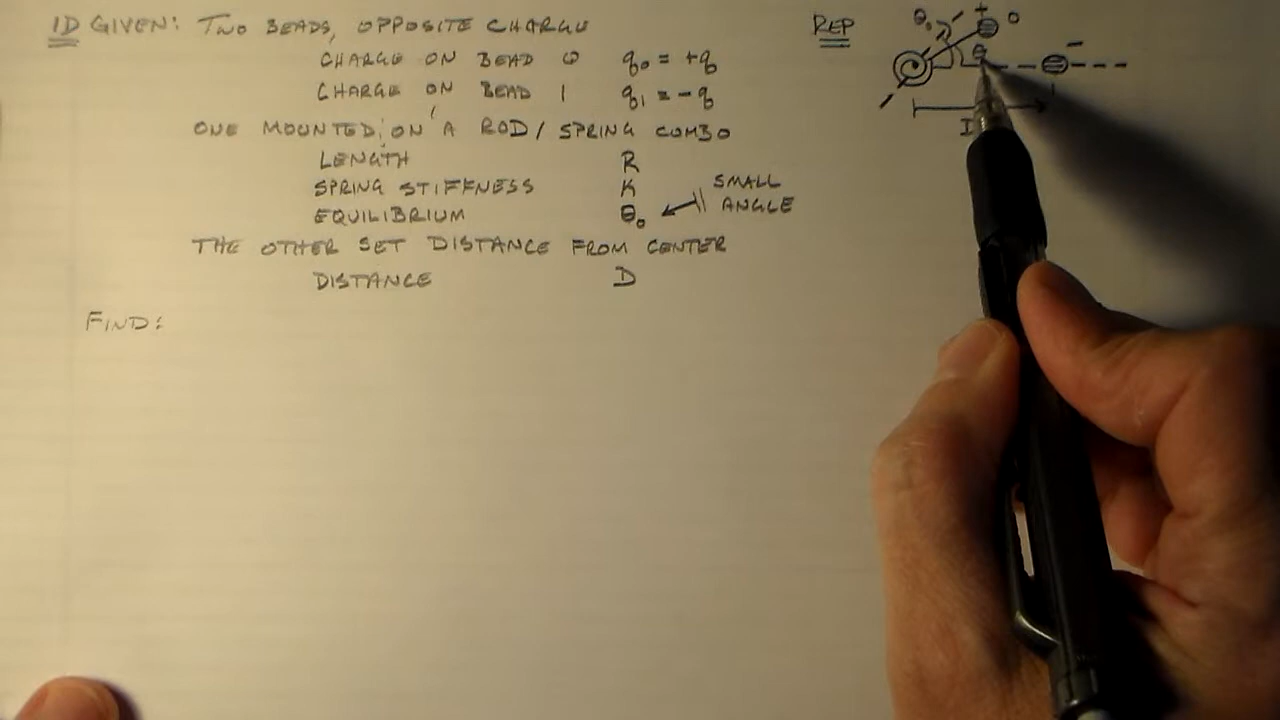 ID GIVEN: TWO BEADS, OPPOSITE CHARGE
CHARGE ON BEAD 0 q₀ = +q
CHARGE ON BEAD 1 q₁ = -q
ONE MOUNTED ON A ROD / SPRING COMBO
LENGTH R
SPRING STIFFNESS K
EQUILIBRIUM θ₀
SMALL
ANGLE
THE OTHER SET DISTANCE FROM CENTER
DISTANCE D
FIND:
REP
θ₀ + 0
θ -